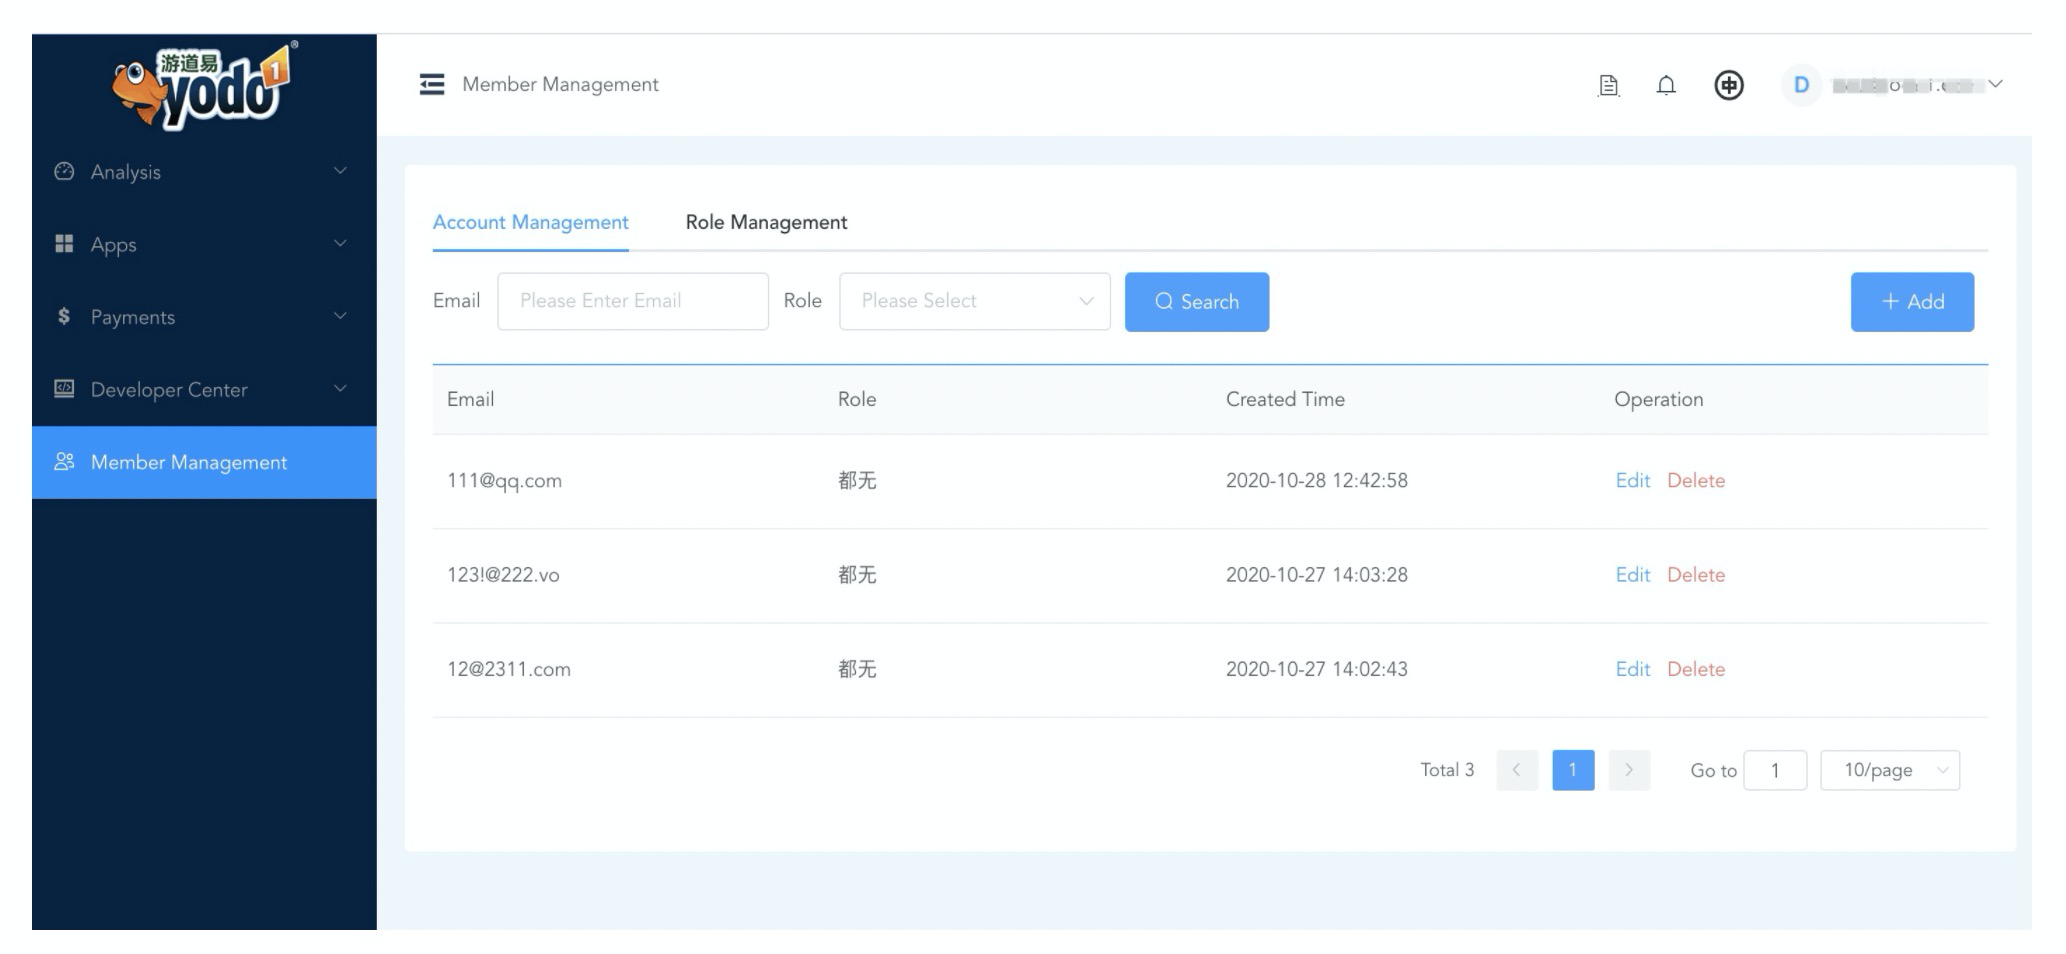 游道易
yodo1
®
Member Management
D
Analysis
Apps
Payments
Developer Center
Member Management
Account Management Role Management
Email Please Enter Email Role Please Select Search + Add
Email Role Created Time Operation
111@qq.com 都无 2020-10-28 12:42:58 Edit Delete
123!@222.vo 都无 2020-10-27 14:03:28 Edit Delete
12@2311.com 都无 2020-10-27 14:02:43 Edit Delete
Total 3 < 1 > Go to 1 10/page